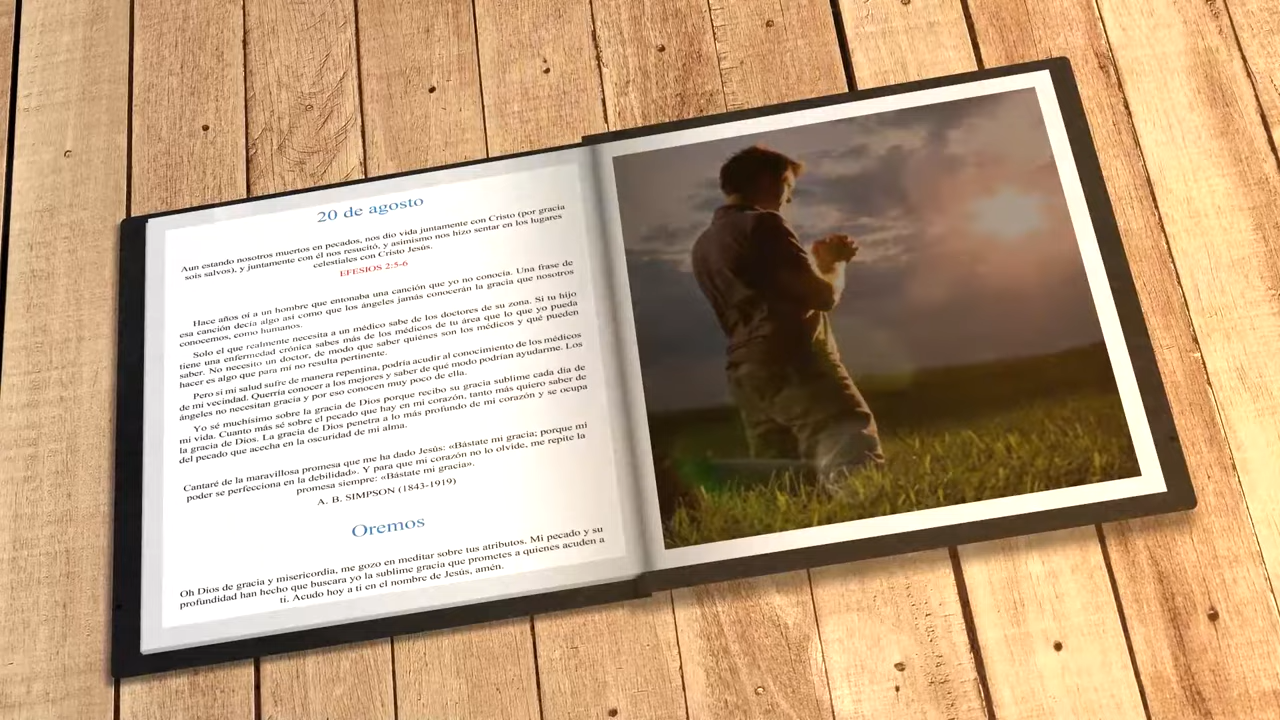 20 de agosto
Aun estando nosotros muertos en pecados, nos dio vida juntamente con Cristo (por gracia
sois salvos), y juntamente con él nos resucitó, y asimismo nos hizo sentar en los lugares
celestiales con Cristo Jesús.
EFESIOS 2:5-6
Hace años oí a un hombre que entonaba una canción que yo no conocía. Una frase de
esa canción decía algo así como que los ángeles jamás conocerán la gracia que nosotros
conocemos, como humanos.
Solo el que realmente necesita a un médico sabe de los doctores de su zona. Si tu hijo
tiene una enfermedad crónica sabes más de los médicos de tu área que lo que yo pueda
saber. No necesito un doctor, de modo que saber quiénes son los médicos y qué pueden
hacer es algo que para mí no resulta pertinente.
Pero si mi salud sufre de manera repentina, podría acudir al conocimiento de los médicos
de mi vecindad. Querría conocer a los mejores y saber de qué modo podrían ayudarme. Los
ángeles no necesitan gracia y por eso conocen muy poco de ella.
Yo sé muchísimo sobre la gracia de Dios porque recibo su gracia sublime cada día de
mi vida. Cuanto más sé sobre el pecado que hay en mi corazón, tanto más quiero saber de
la gracia de Dios. La gracia de Dios penetra a lo más profundo de mi corazón y se ocupa
del pecado que acecha en la oscuridad de mi alma.
Cantaré de la maravillosa promesa que me ha dado Jesús: «Bástate mi gracia; porque mi
poder se perfecciona en la debilidad». Y para que mi corazón no lo olvide, me repite la
promesa siempre: «Bástate mi gracia».
A. B. SIMPSON (1843-1919)
Oremos
Oh Dios de gracia y misericordia, me gozo en meditar sobre tus atributos. Mi pecado y su
profundidad han hecho que buscara yo la sublime gracia que prometes a quienes acuden a
ti. Acudo hoy a ti en el nombre de Jesús, amén.